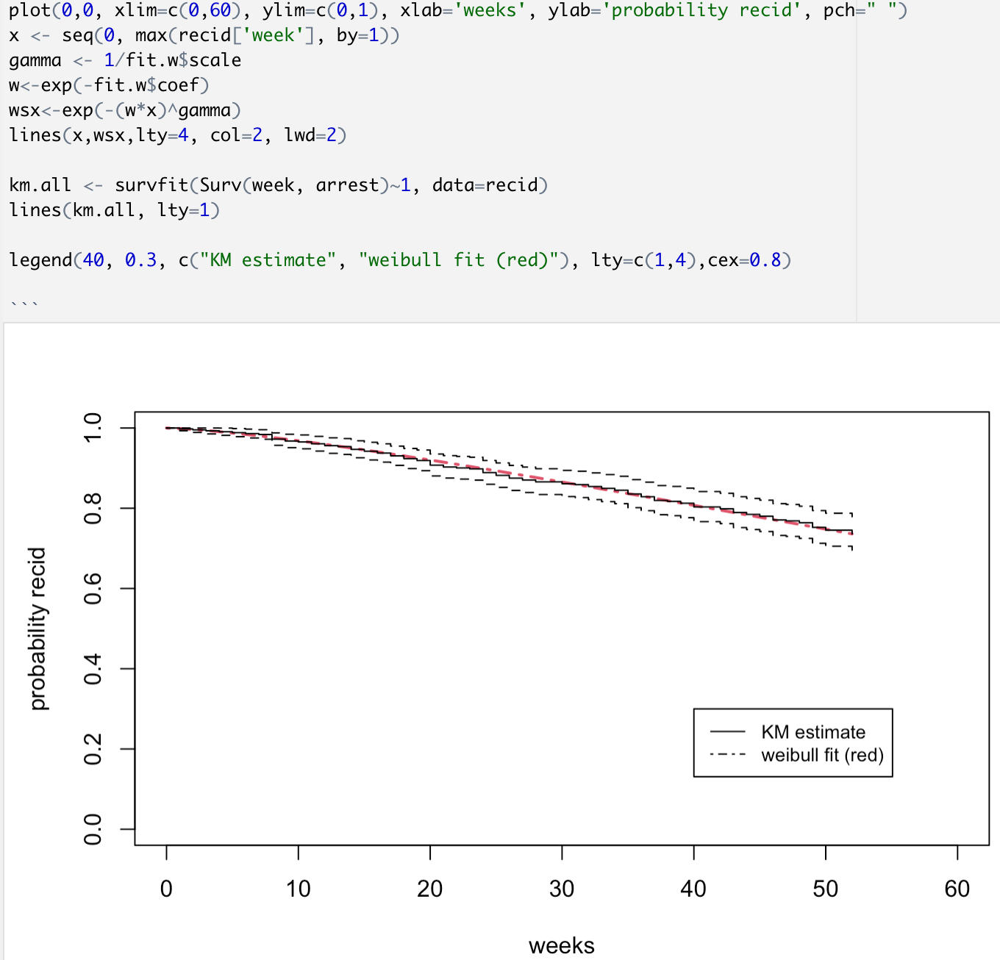 plot(0,0, xlim=c(0,60), ylim=c(0,1), xlab='weeks', ylab='probability recid', pch=" ")
x <- seq(0, max(recid['week'], by=1))
gamma <- 1/fit.w$scale
w<-exp(-fit.w$coef)
wsx<-exp(-(w*x)^gamma)
lines(x,wsx,lty=4, col=2, lwd=2)
km.all <- survfit(Surv(week, arrest)~1, data=recid)
lines(km.all, lty=1)
legend(40, 0.3, c("KM estimate", "weibull fit (red)"), lty=c(1,4),cex=0.8)
```
1.0
0.8
0.6
0.4
0.2
0.0
probability recid
KM estimate
weibull fit (red)
0 10 20 30 40 50 60
weeks